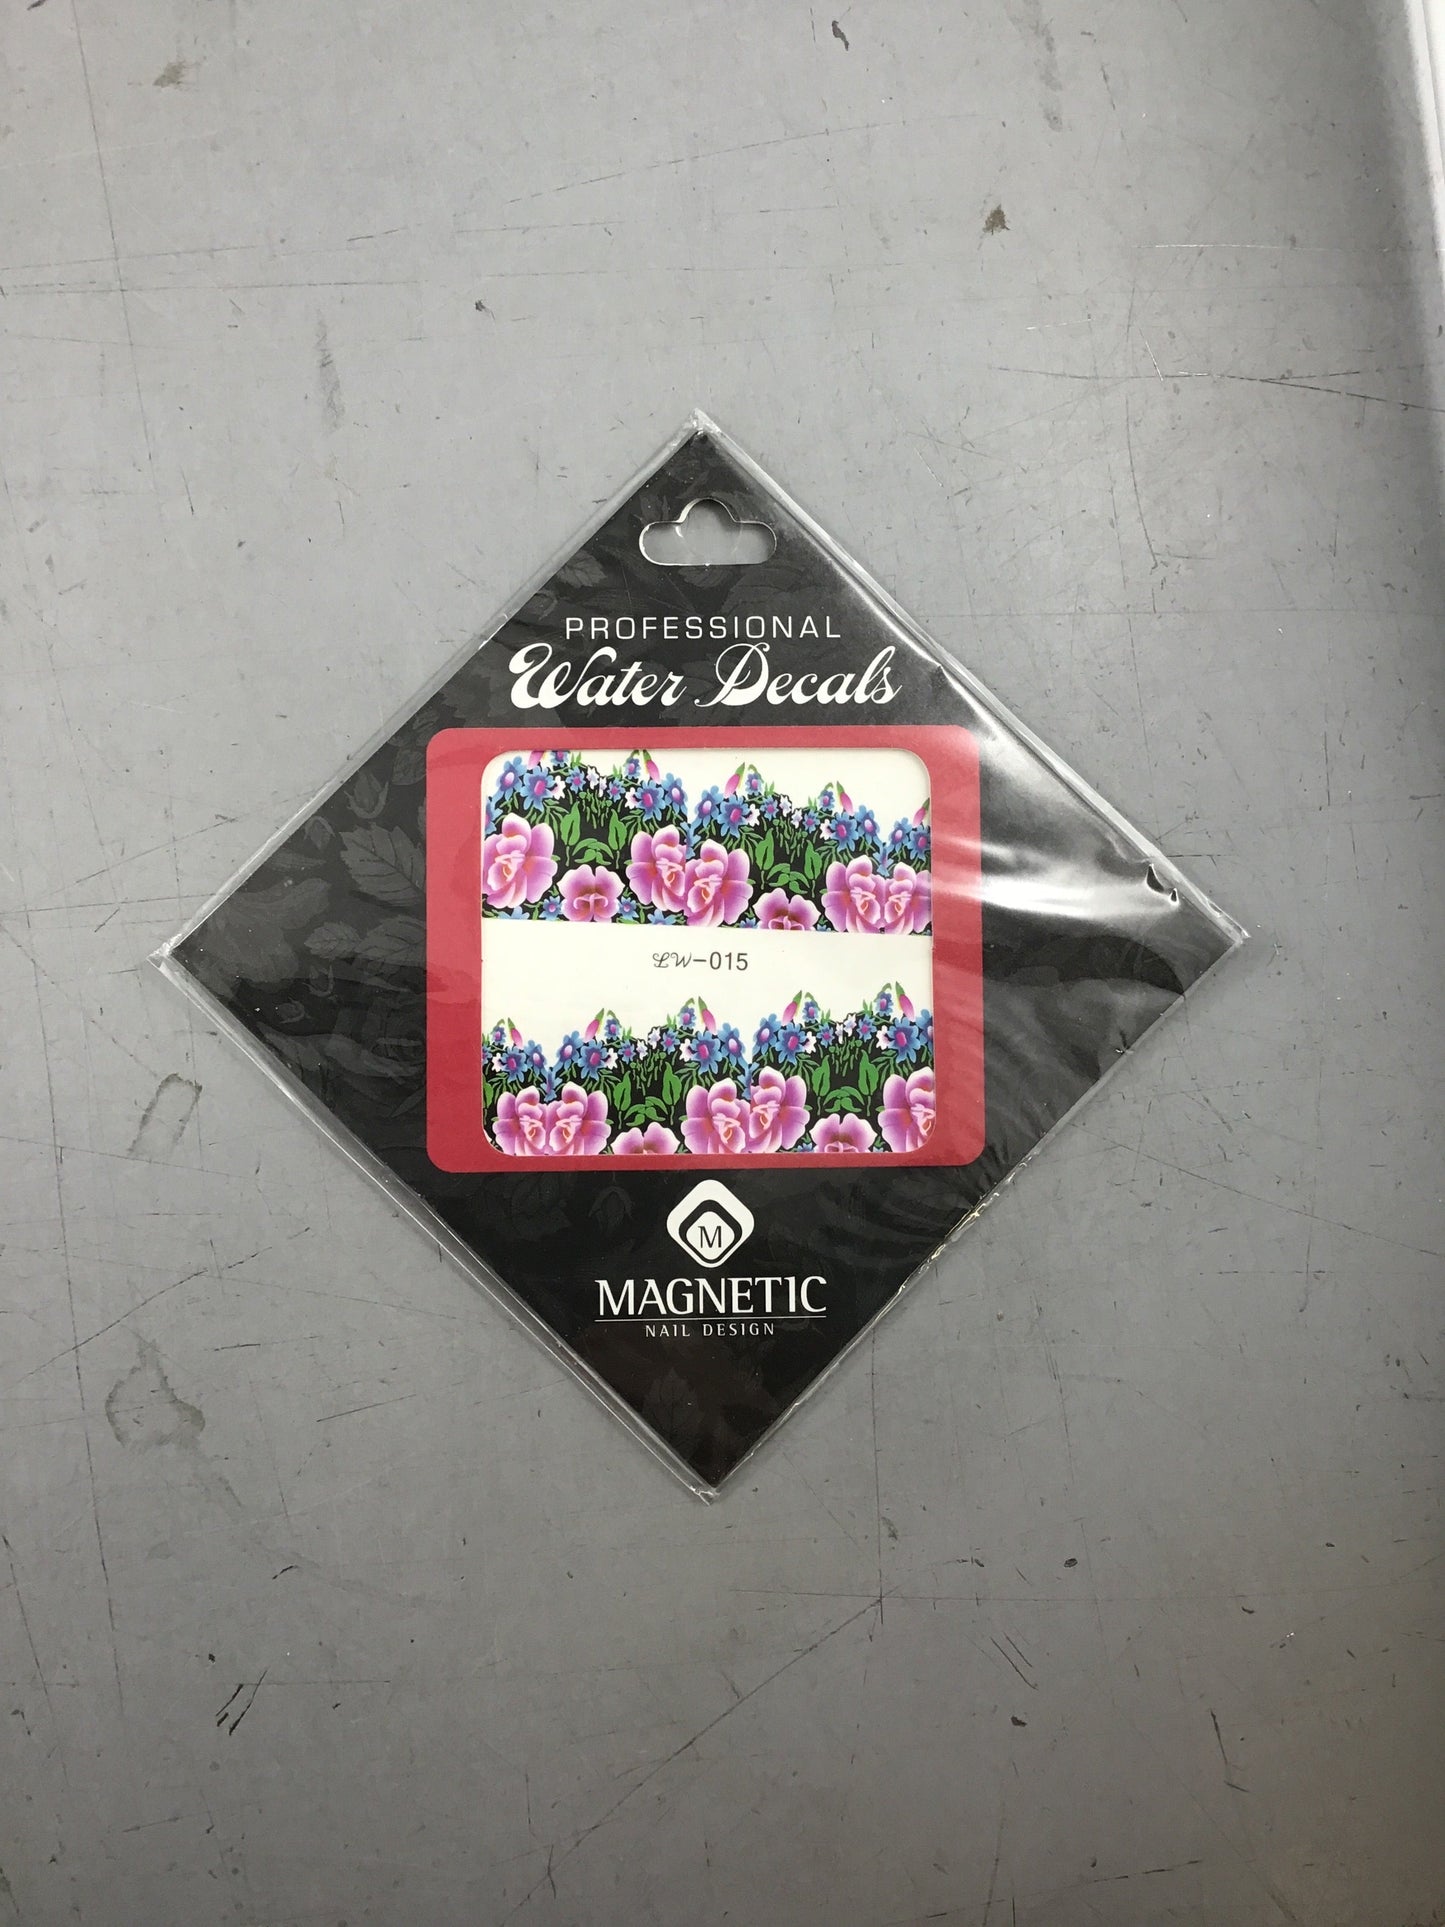 PROFESSIONAL
Water Decals
LW-015
M
MAGNETIC
NAIL DESIGN